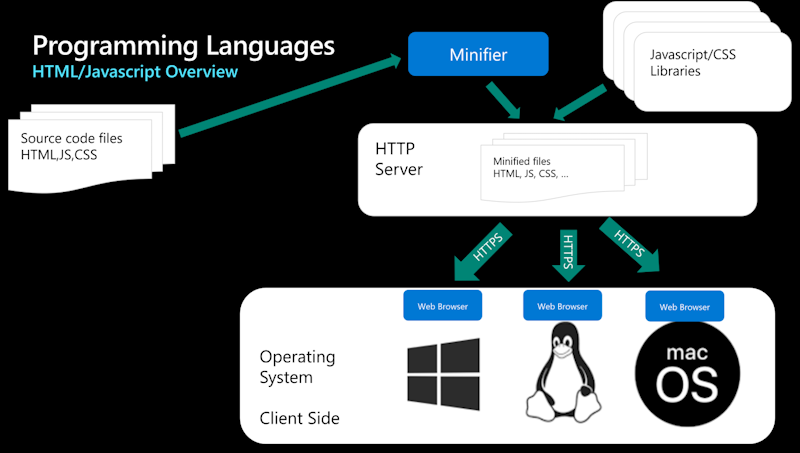 Programming Languages
HTML/Javascript Overview
Minifier
Javascript/CSS
Libraries
Source code files
HTML,JS,CSS
HTTP
Server
Minified files
HTML, JS, CSS, ...
HTTPS
HTTPS
HTTPS
Web Browser
Web Browser
Web Browser
Operating
System
Client Side
mac
OS